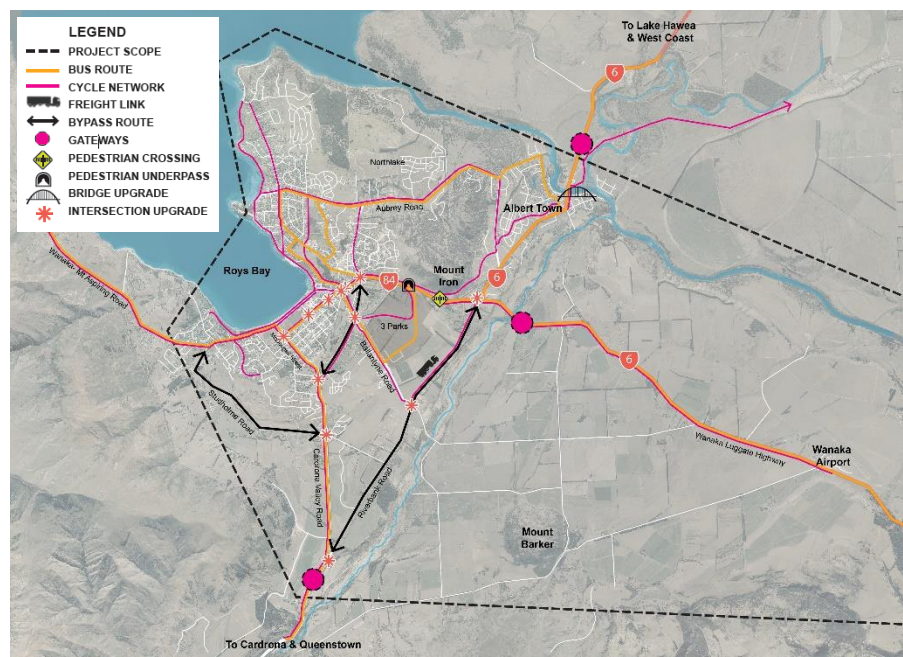 LEGEND
PROJECT SCOPE
BUS ROUTE
CYCLE NETWORK
FREIGHT LINK
BYPASS ROUTE
GATEWAYS
PEDESTRIAN CROSSING
PEDESTRIAN UNDERPASS
BRIDGE UPGRADE
INTERSECTION UPGRADE
To Lake Hawea
& West Coast
6
Northlake
Aubrey Road
Albert Town
Wanaka- Mt Aspiring Road
Roys Bay
84
Mount
Iron
6
3 Parks
Ballantyne Road
6
Studholme Road
Cardrona Valley Road
Riverbank Road
Wanaka Luggate Highway
Wanaka
Airport
Mount
Barker
To Cardrona & Queenstown